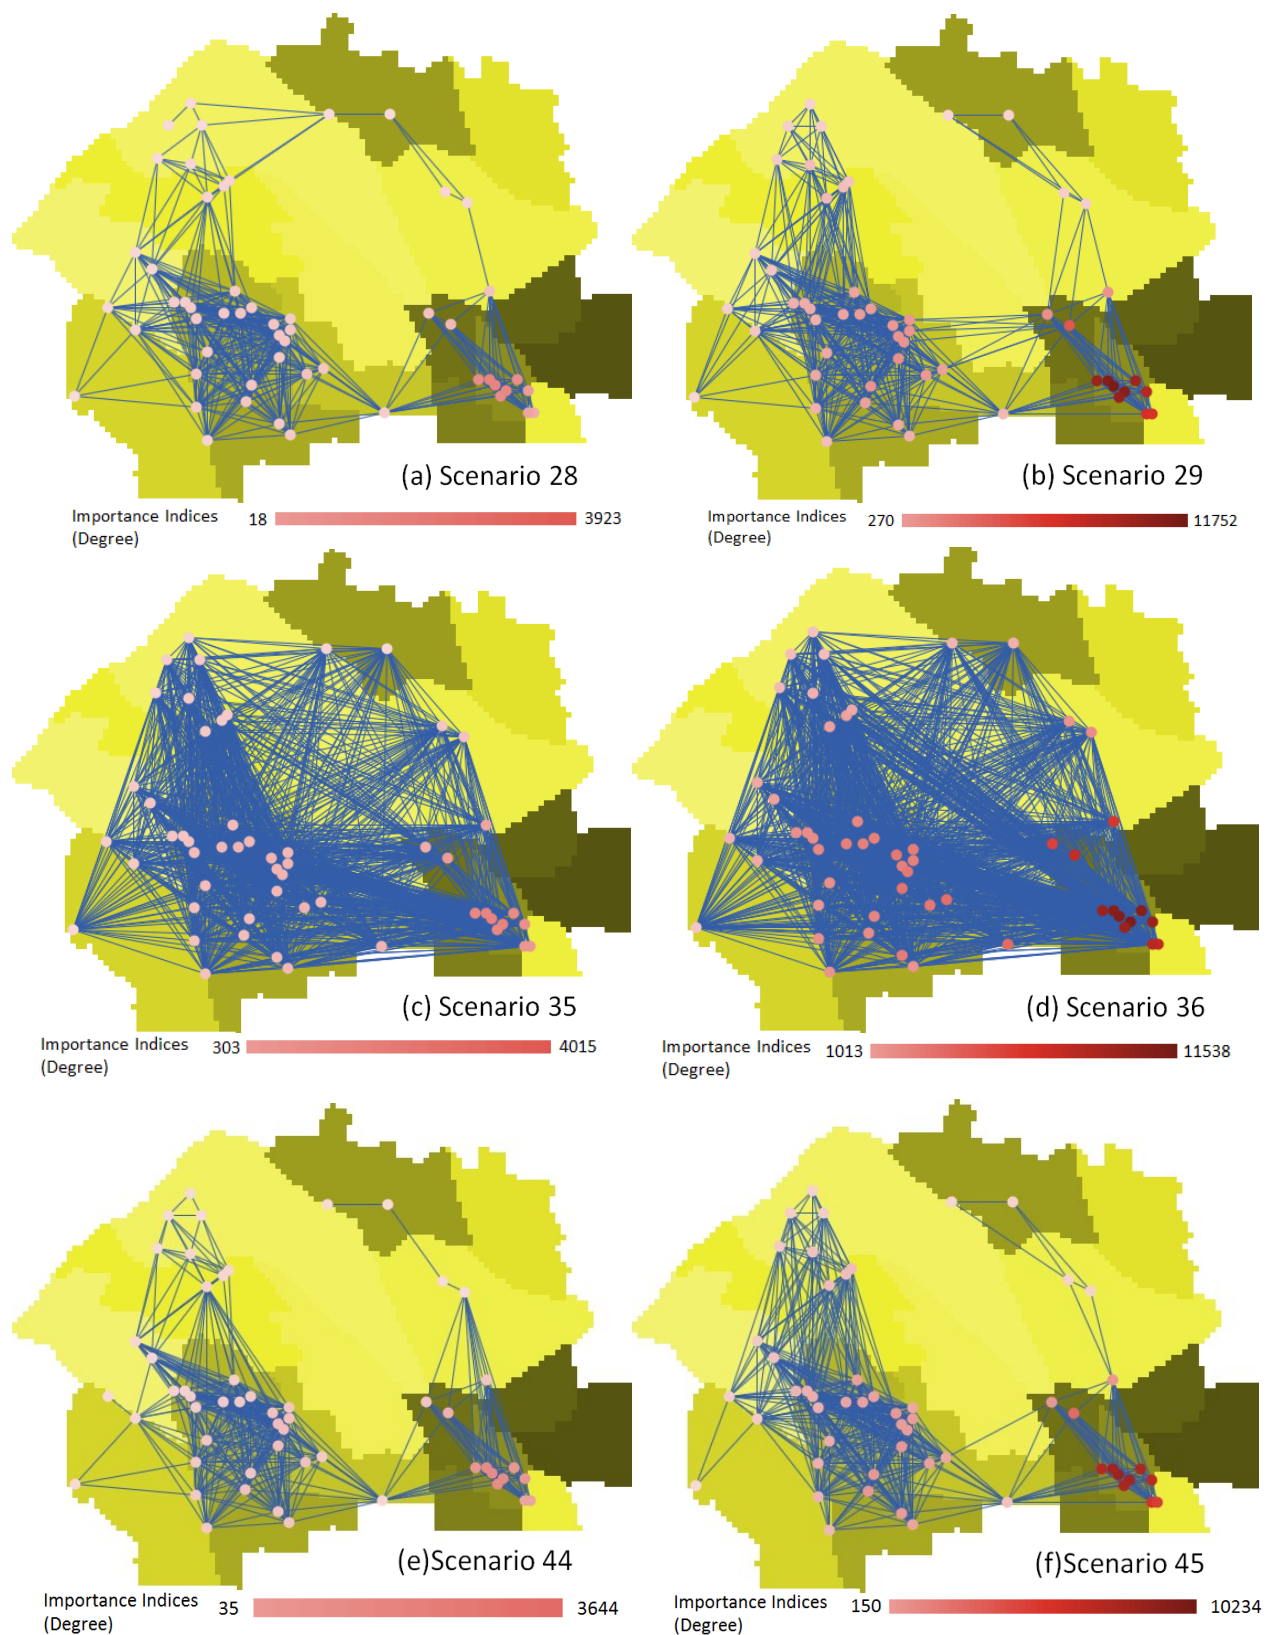 (a) Scenario 28
(b) Scenario 29
Importance Indices
(Degree)
18
3923
Importance Indices
(Degree)
270
11752
(c) Scenario 35
(d) Scenario 36
Importance Indices
(Degree)
303
4015
Importance Indices
(Degree)
1013
11538
(e)Scenario 44
(f)Scenario 45
Importance Indices
(Degree)
35
3644
Importance Indices
(Degree)
150
10234